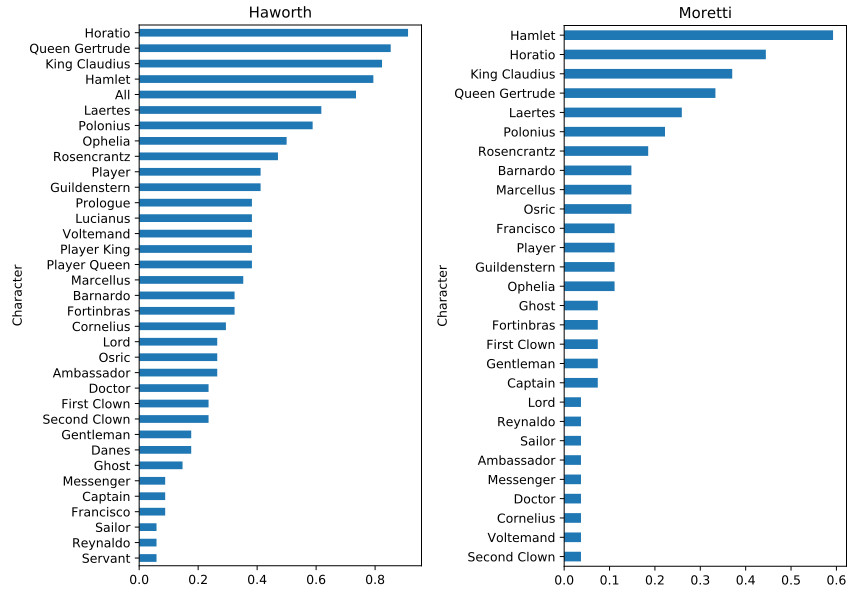 Haworth
Horatio
Queen Gertrude
King Claudius
Hamlet
All
Laertes
Polonius
Ophelia
Rosencrantz
Player
Guildenstern
Prologue
Lucianus
Voltemand
Player King
Player Queen
Marcellus
Barnardo
Fortinbras
Cornelius
Lord
Osric
Ambassador
Doctor
First Clown
Second Clown
Gentleman
Danes
Ghost
Messenger
Captain
Francisco
Sailor
Reynaldo
Servant
Character
0.0 0.2 0.4 0.6 0.8
Moretti
Hamlet
Horatio
King Claudius
Queen Gertrude
Laertes
Polonius
Rosencrantz
Barnardo
Marcellus
Osric
Francisco
Player
Guildenstern
Ophelia
Ghost
Fortinbras
First Clown
Gentleman
Captain
Lord
Reynaldo
Sailor
Ambassador
Messenger
Doctor
Cornelius
Voltemand
Second Clown
Character
0.0 0.1 0.2 0.3 0.4 0.5 0.6